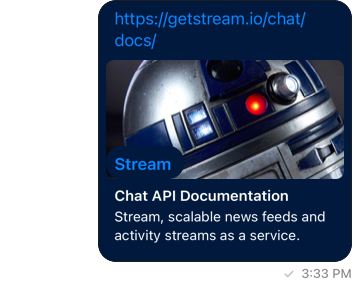 https://getstream.io/chat/
docs/
Stream
Chat API Documentation
Stream, scalable news feeds and
activity streams as a service.
3:33 PM